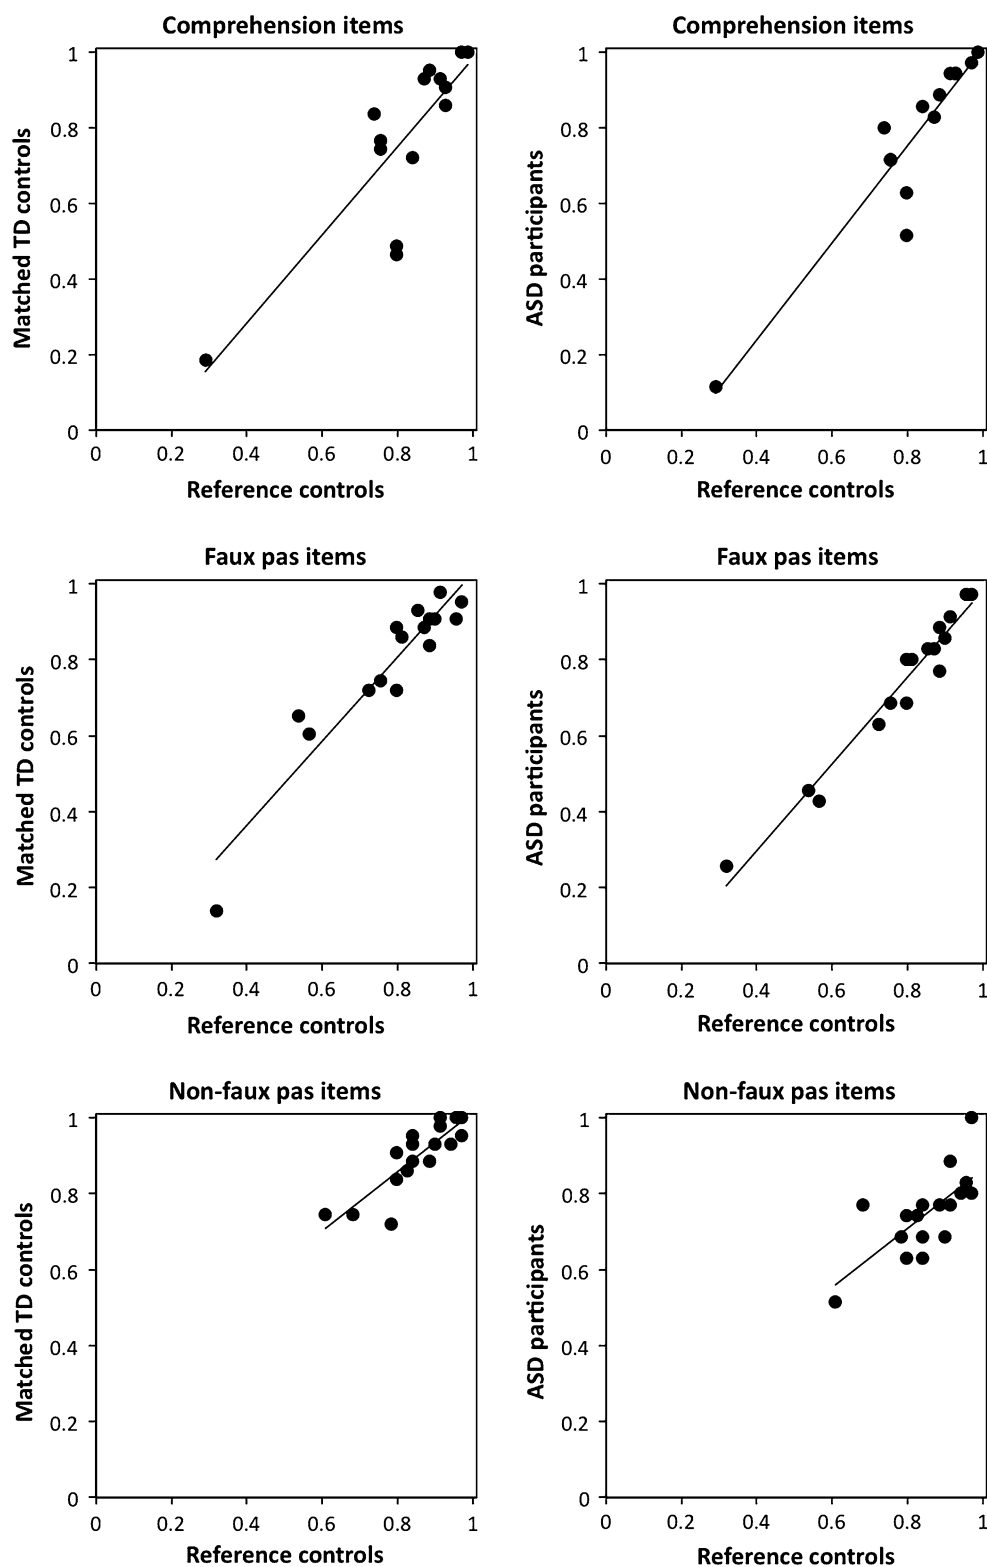 Comprehension items
Matched TD controls
1
0.8
0.6
0.4
0.2
0
0 0.2 0.4 0.6 0.8 1
Reference controls
Comprehension items
ASD participants
1
0.8
0.6
0.4
0.2
0
0 0.2 0.4 0.6 0.8 1
Reference controls
Faux pas items
Matched TD controls
1
0.8
0.6
0.4
0.2
0
0 0.2 0.4 0.6 0.8 1
Reference controls
Faux pas items
ASD participants
1
0.8
0.6
0.4
0.2
0
0 0.2 0.4 0.6 0.8 1
Reference controls
Non-faux pas items
Matched TD controls
1
0.8
0.6
0.4
0.2
0
0 0.2 0.4 0.6 0.8 1
Reference controls
Non-faux pas items
ASD participants
1
0.8
0.6
0.4
0.2
0
0 0.2 0.4 0.6 0.8 1
Reference controls